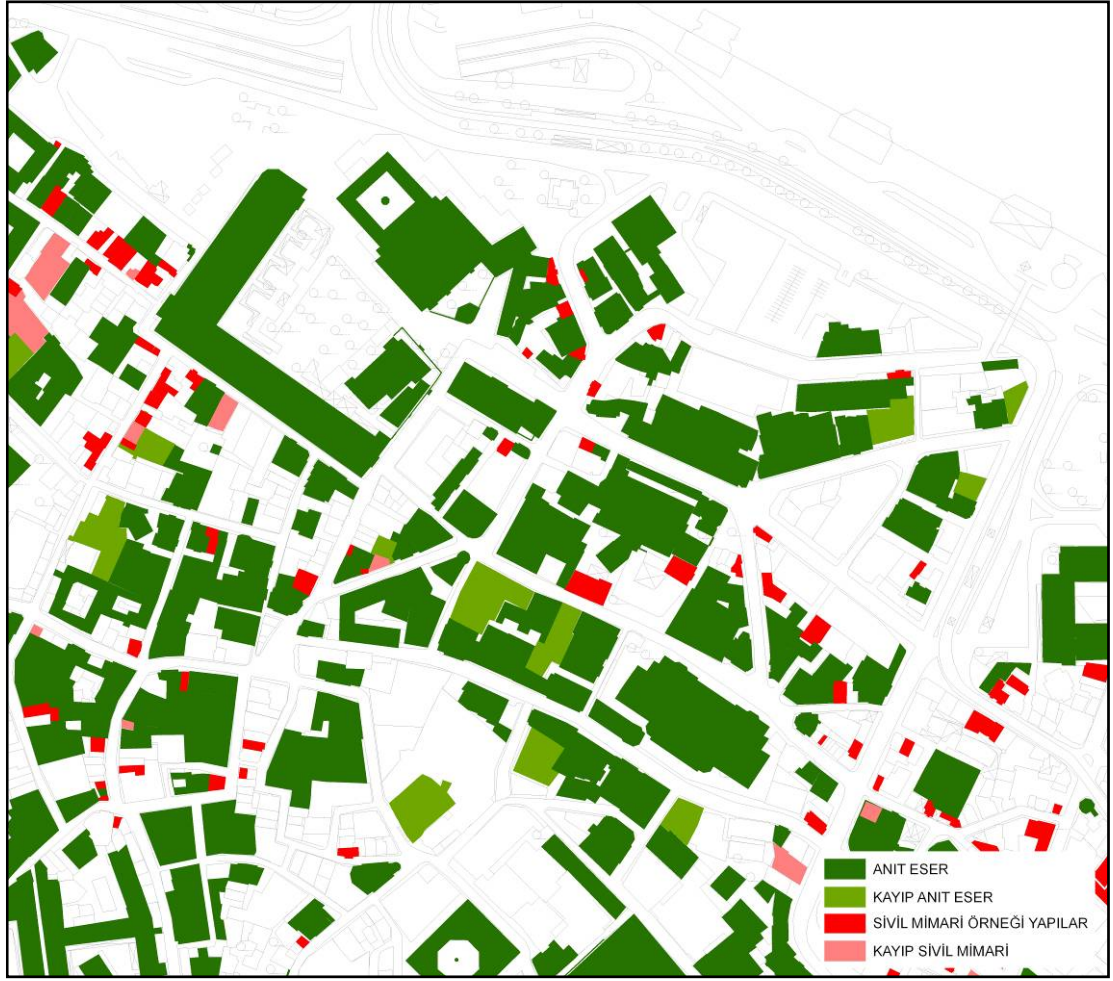 ANIT ESER
KAYIP ANIT ESER
SİVİL MİMARİ ÖRNEĞİ YAPILAR
KAYIP SİVİL MİMARİ